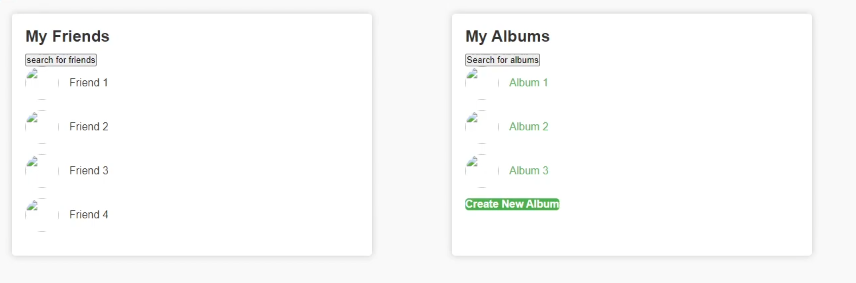 My Friends
search for friends
Friend 1
Friend 2
Friend 3
Friend 4
My Albums
Search for albums
Album 1
Album 2
Album 3
Create New Album